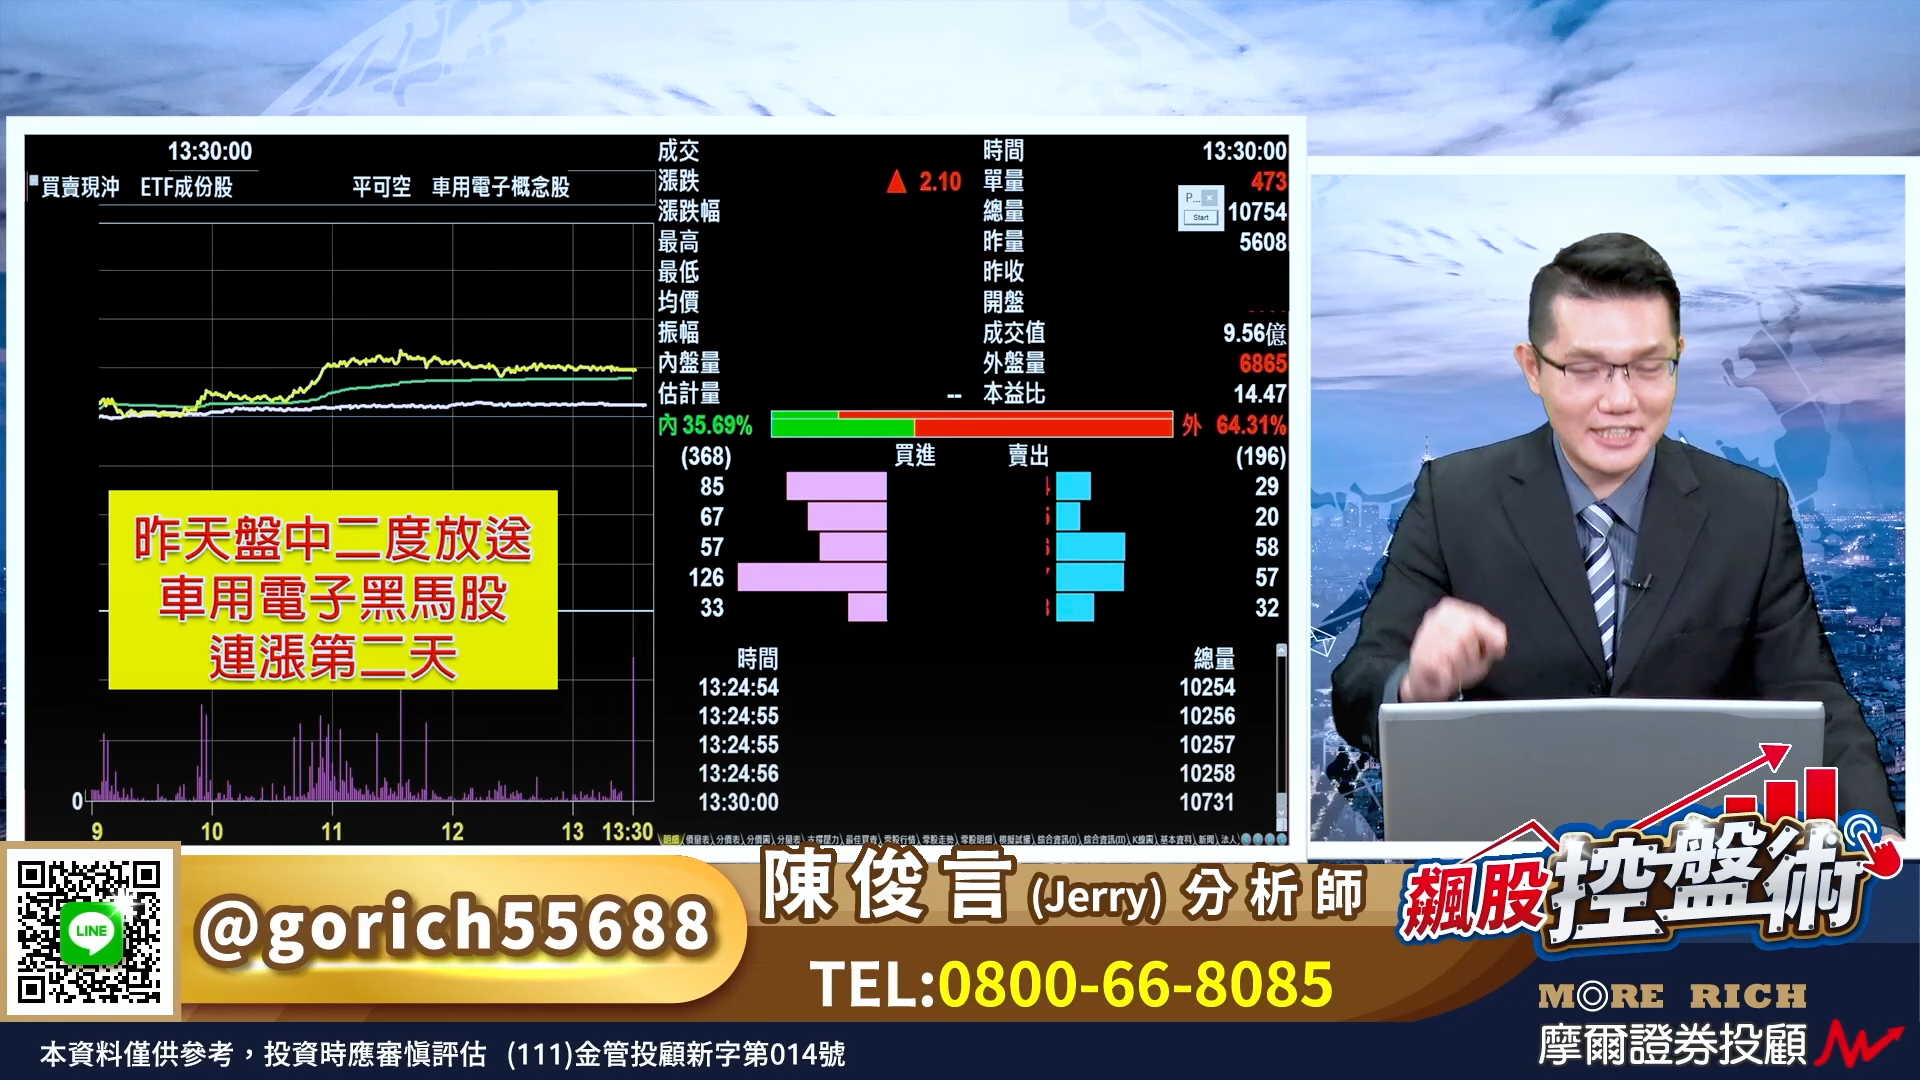 13:30:00
買賣現沖 ETF成份股 平可空 車用電子概念股
成交 時間 13:30:00
漲跌 ▲ 2.10 單量 473
漲跌幅 總量 10754
最高 昨量 5608
最低 昨收
均價 開盤
振幅 成交值 9.56億
內盤量 外盤量 6865
估計量 -- 本益比 14.47
P...
Start
內 35.69% 外 64.31%
(368) 買進 賣出 (196)
85 29
67 20
57 58
126 57
33 32
時間 總量
13:24:54 10254
13:24:55 10256
13:24:55 10257
13:24:56 10258
13:30:00 10731
昨天盤中二度放送
車用電子黑馬股
連漲第二天
0
9 10 11 12 13 13:30
LINE
@gorich55688
陳俊言 (Jerry) 分析師
TEL:0800-66-8085
飆股控盤術
MORE RICH
摩爾證券投顧
本資料僅供參考，投資時應審慎評估 (111)金管投顧新字第014號